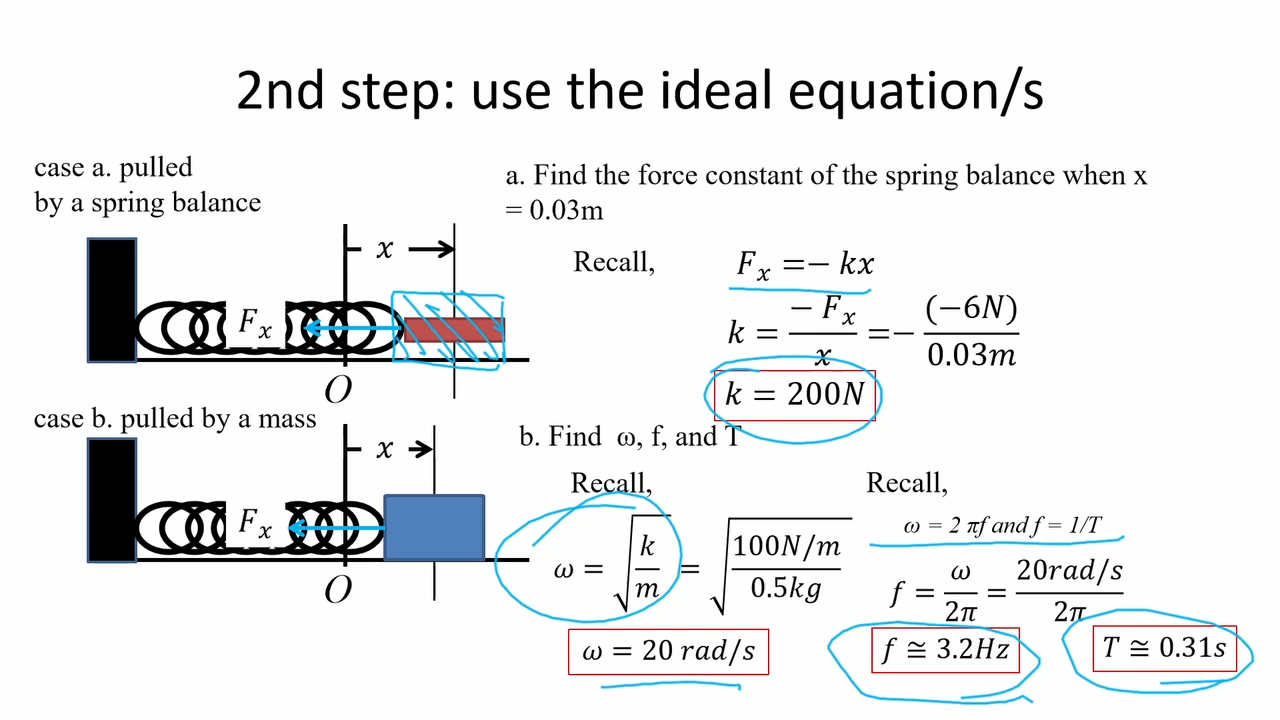 2nd step: use the ideal equation/s
case a. pulled
by a spring balance
x
F_x
O
case b. pulled by a mass
x
F_x
O
a. Find the force constant of the spring balance when x
= 0.03m
Recall,
F_x =− kx
k = − F_x / x =− (−6N) / 0.03m
k = 200N
b. Find ω, f, and T
Recall,
ω = √(k/m) = √(100N/m / 0.5kg)
ω = 20 rad/s
Recall,
ω = 2 πf and f = 1/T
f = ω / 2π = 20rad/s / 2π
f ≅ 3.2Hz
T ≅ 0.31s